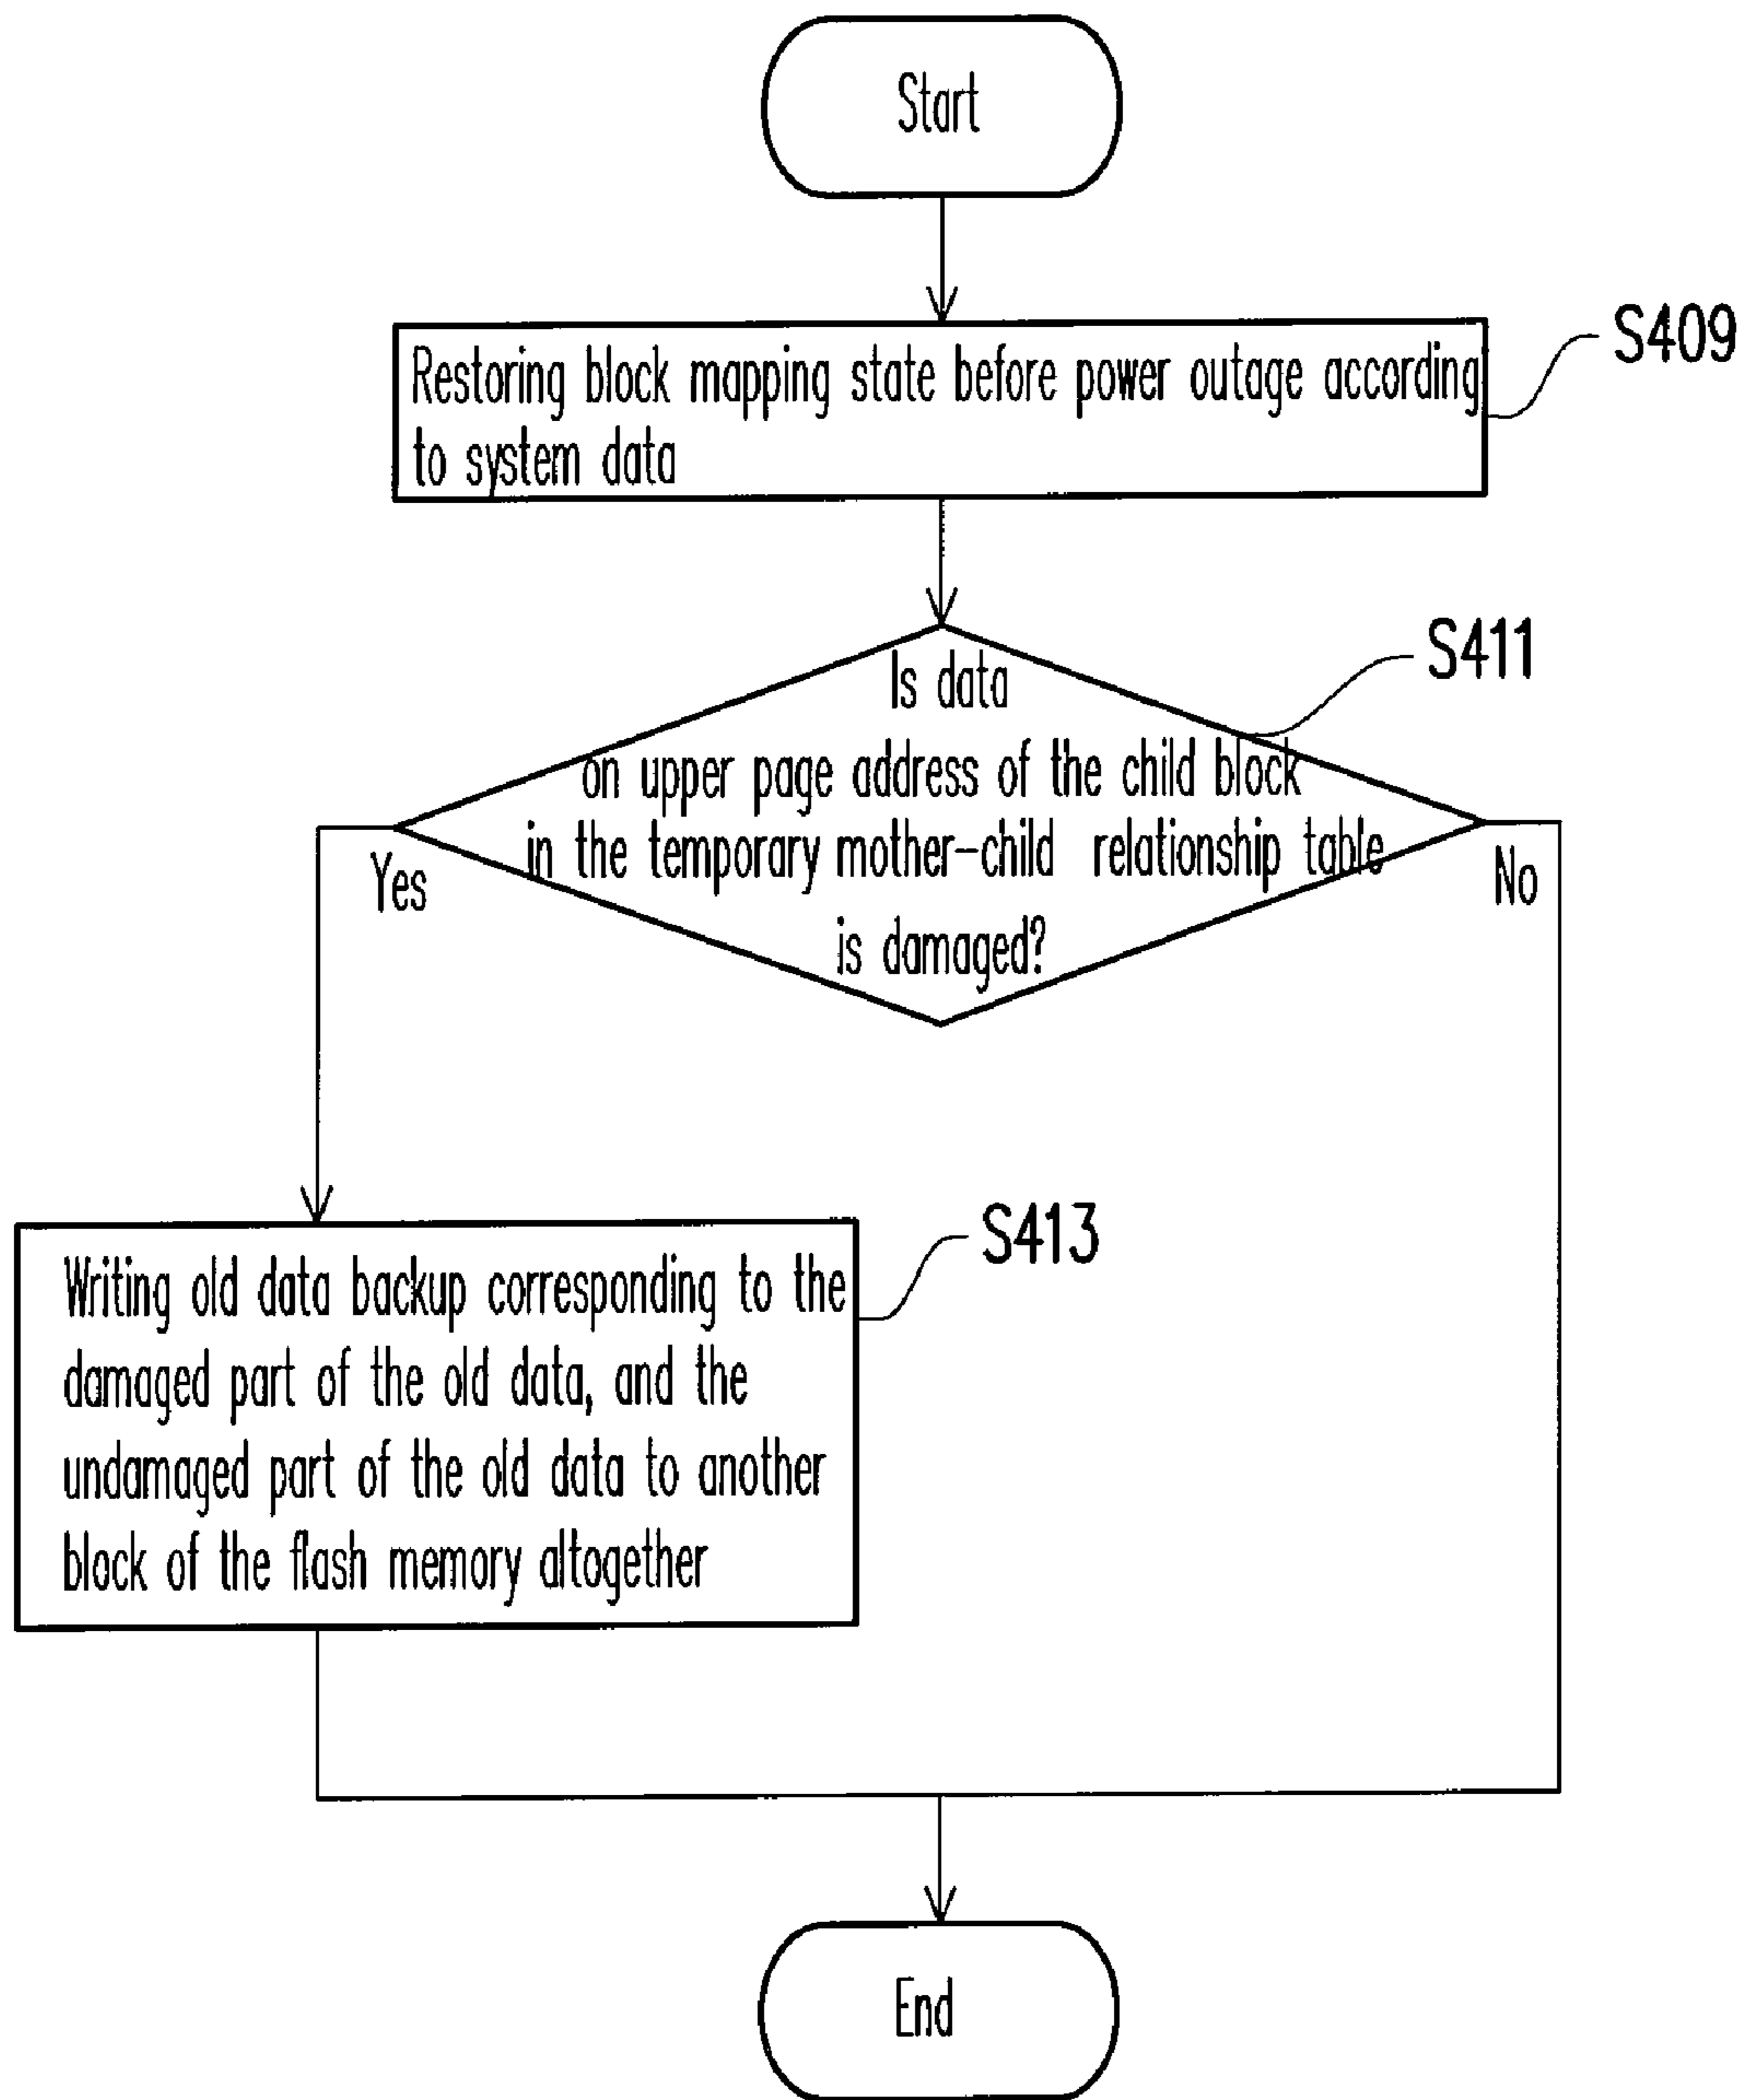 Start
Restoring block mapping state before power outage according
to system data
S409
Is data
on upper page address of the child block
in the temporary mother-child relationship table
is damaged?
S411
Yes
No
Writing old data backup corresponding to the
damaged part of the old data, and the
undamaged part of the old data to another
block of the flash memory altogether
S413
End